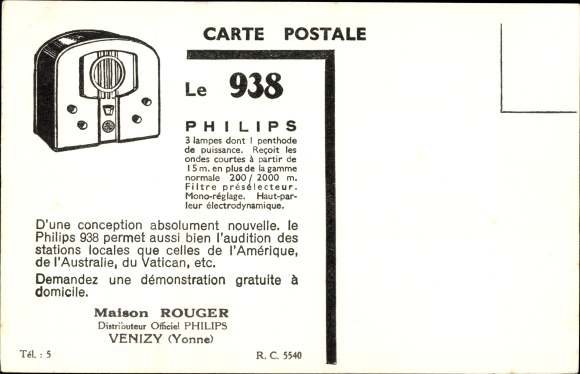 CARTE POSTALE
Le 938
PHILIPS
3 lampes dont 1 penthode
de puissance. Reçoit les
ondes courtes à partir de
15 m. en plus de la gamme
normale 200/2000 m.
Filtre présélecteur.
Mono-réglage. Haut-par-
leur électrodynamique.
D'une conception absolument nouvelle. le
Philips 938 permet aussi bien l'audition des
stations locales que celles de l'Amérique,
de l'Australie, du Vatican, etc.
Demandez une démonstration gratuite à
domicile.
Maison ROUGER
Distributeur Officiel PHILIPS
VENIZY (Yonne)
Tél. : 5
R. C. 5540